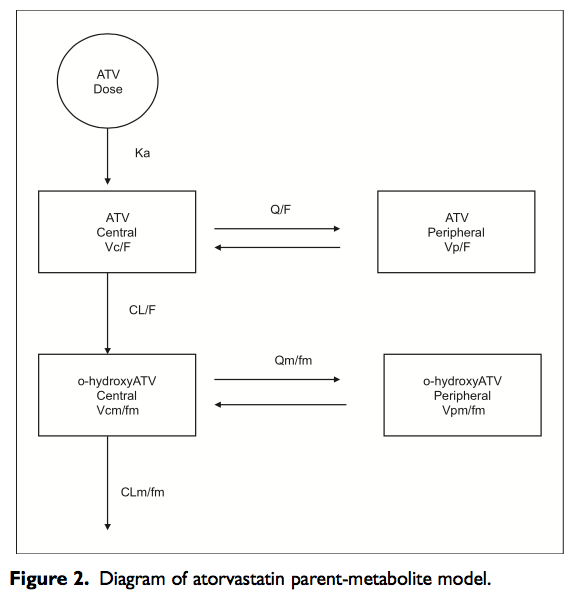 ATV
Dose
Ka
ATV
Central
Vc/F
Q/F
ATV
Peripheral
Vp/F
CL/F
o-hydroxyATV
Central
Vcm/fm
Qm/fm
o-hydroxyATV
Peripheral
Vpm/fm
CLm/fm
Figure 2. Diagram of atorvastatin parent-metabolite model.